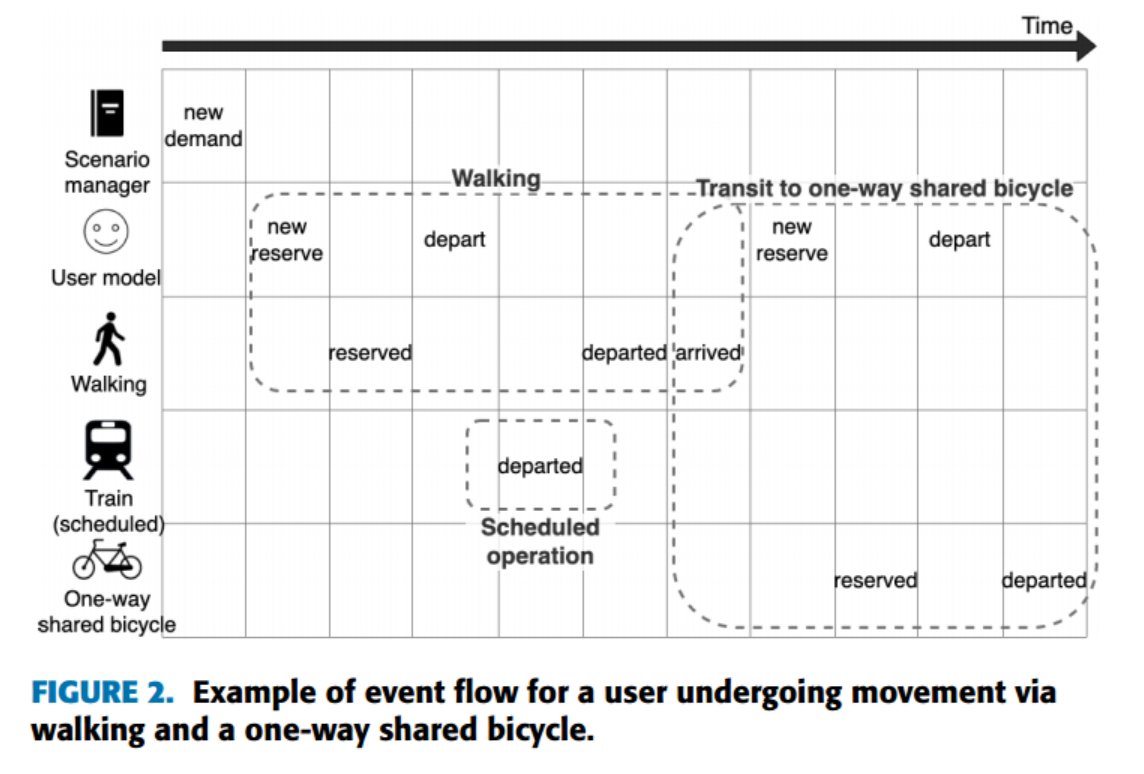 Time
new
demand
Scenario
manager
Walking
Transit to one-way shared bicycle
new
reserve
depart
new
reserve
depart
User model
reserved
departed
arrived
Walking
departed
Train
(scheduled)
Scheduled
operation
reserved
departed
One-way
shared bicycle
FIGURE 2. Example of event flow for a user undergoing movement via
walking and a one-way shared bicycle.